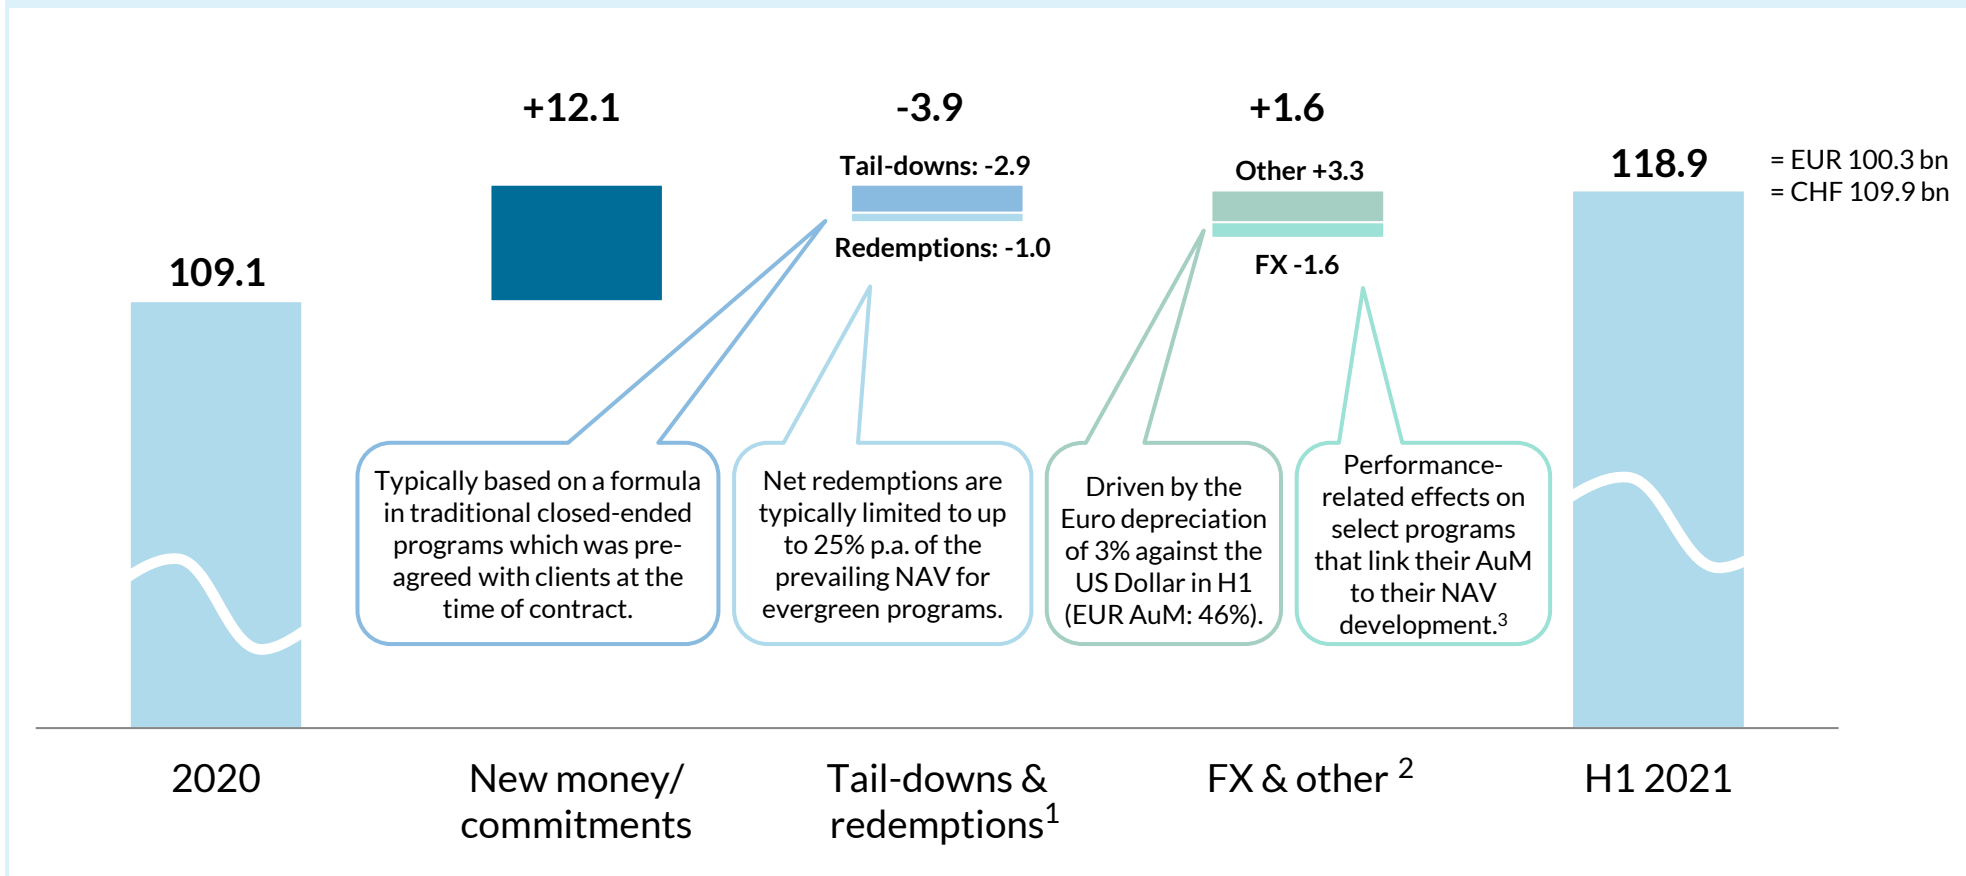 +12.1
-3.9
+1.6
Tail-downs: -2.9
Other +3.3
118.9
= EUR 100.3 bn
= CHF 109.9 bn
Redemptions: -1.0
FX -1.6
109.1
Typically based on a formula
in traditional closed-ended
programs which was pre-
agreed with clients at the
time of contract.
Net redemptions are
typically limited to up
to 25% p.a. of the
prevailing NAV for
evergreen programs.
Driven by the
Euro depreciation
of 3% against the
US Dollar in H1
(EUR AuM: 46%).
Performance-
related effects on
select programs
that link their AuM
to their NAV
development.³
2020
New money/
commitments
Tail-downs &
redemptions¹
FX & other ²
H1 2021